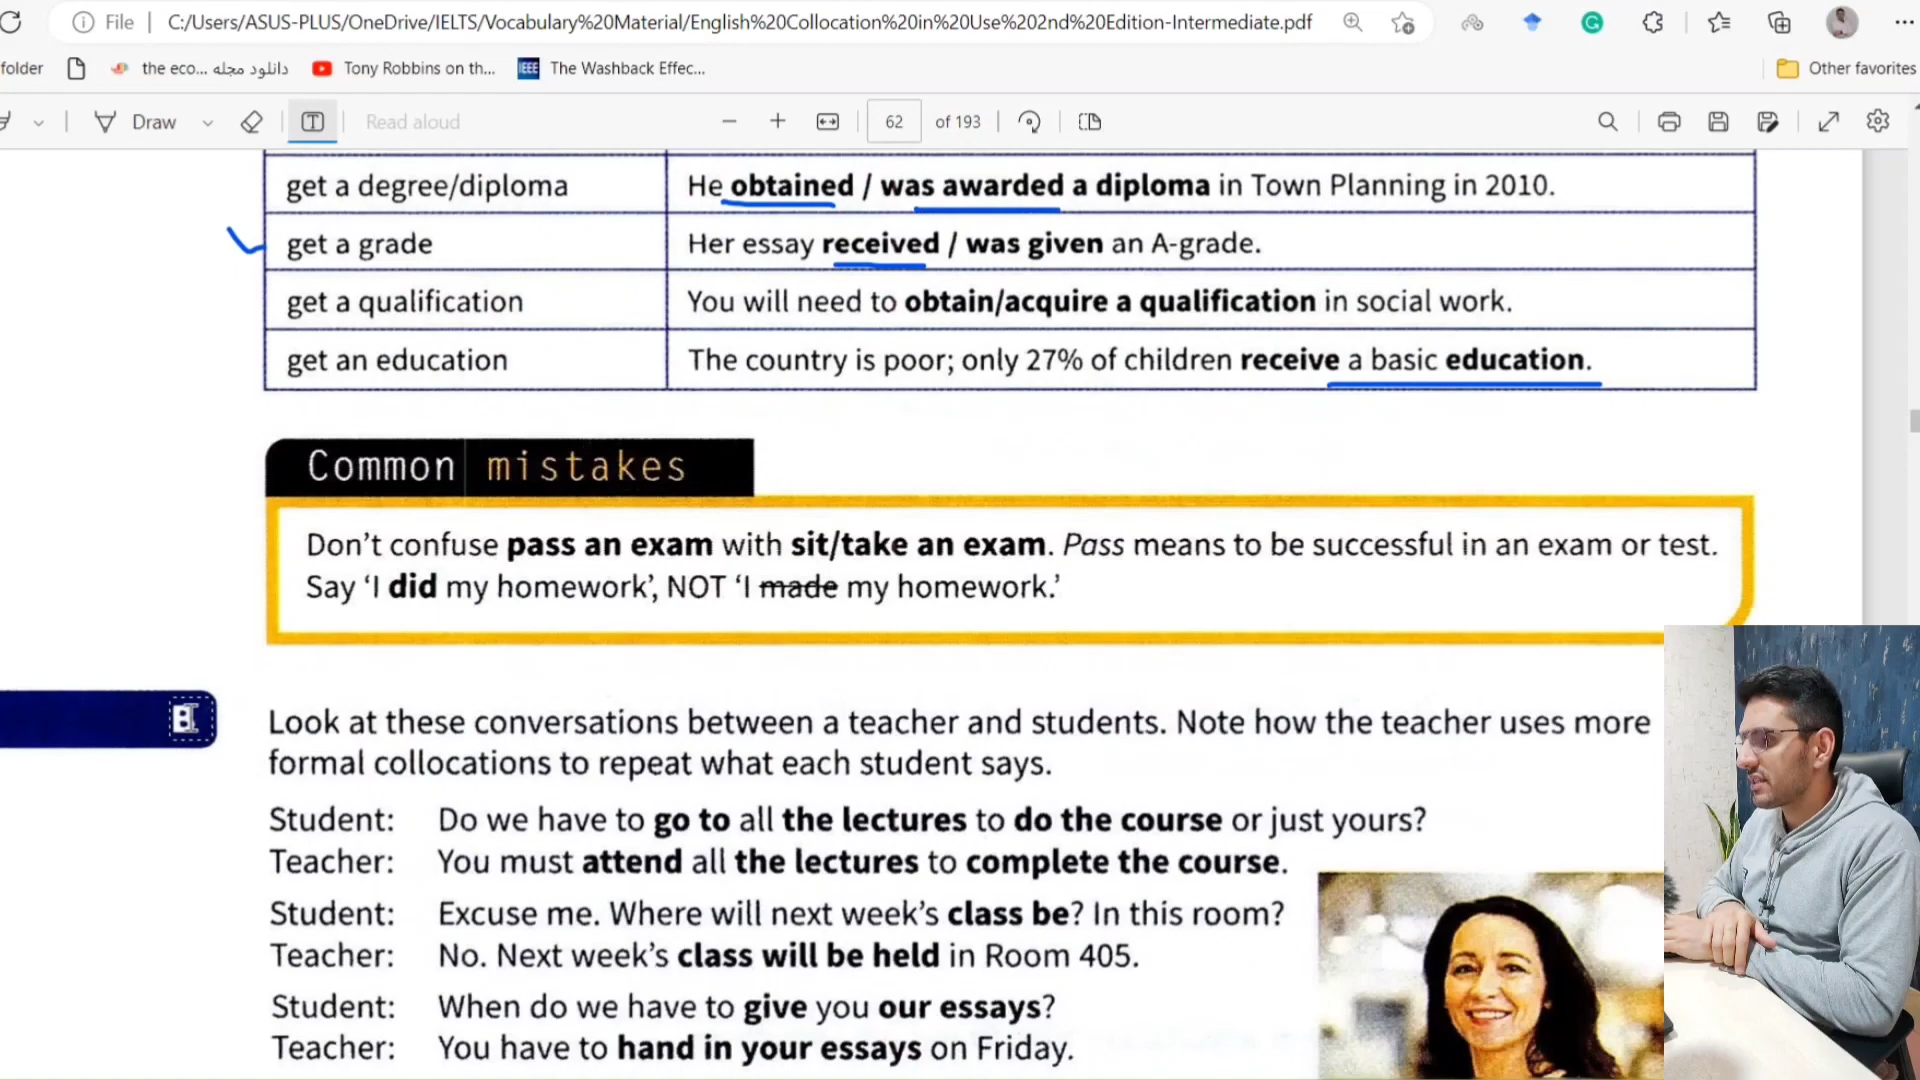 File | C:/Users/ASUS-PLUS/OneDrive/IELTS/Vocabulary%20Material/English%20Collocation%20in%20Use%202nd%20Edition-Intermediate.pdf
folder the eco... دانلود مجله Tony Robbins on th... IEEE The Washback Effec... Other favorites
Draw Read aloud 62 of 193
get a degree/diploma He obtained / was awarded a diploma in Town Planning in 2010.
get a grade Her essay received / was given an A-grade.
get a qualification You will need to obtain/acquire a qualification in social work.
get an education The country is poor; only 27% of children receive a basic education.
Common mistakes
Don’t confuse pass an exam with sit/take an exam. Pass means to be successful in an exam or test.
Say ‘I did my homework’, NOT ‘I made my homework.’
B
Look at these conversations between a teacher and students. Note how the teacher uses more
formal collocations to repeat what each student says.
Student: Do we have to go to all the lectures to do the course or just yours?
Teacher: You must attend all the lectures to complete the course.
Student: Excuse me. Where will next week’s class be? In this room?
Teacher: No. Next week’s class will be held in Room 405.
Student: When do we have to give you our essays?
Teacher: You have to hand in your essays on Friday.